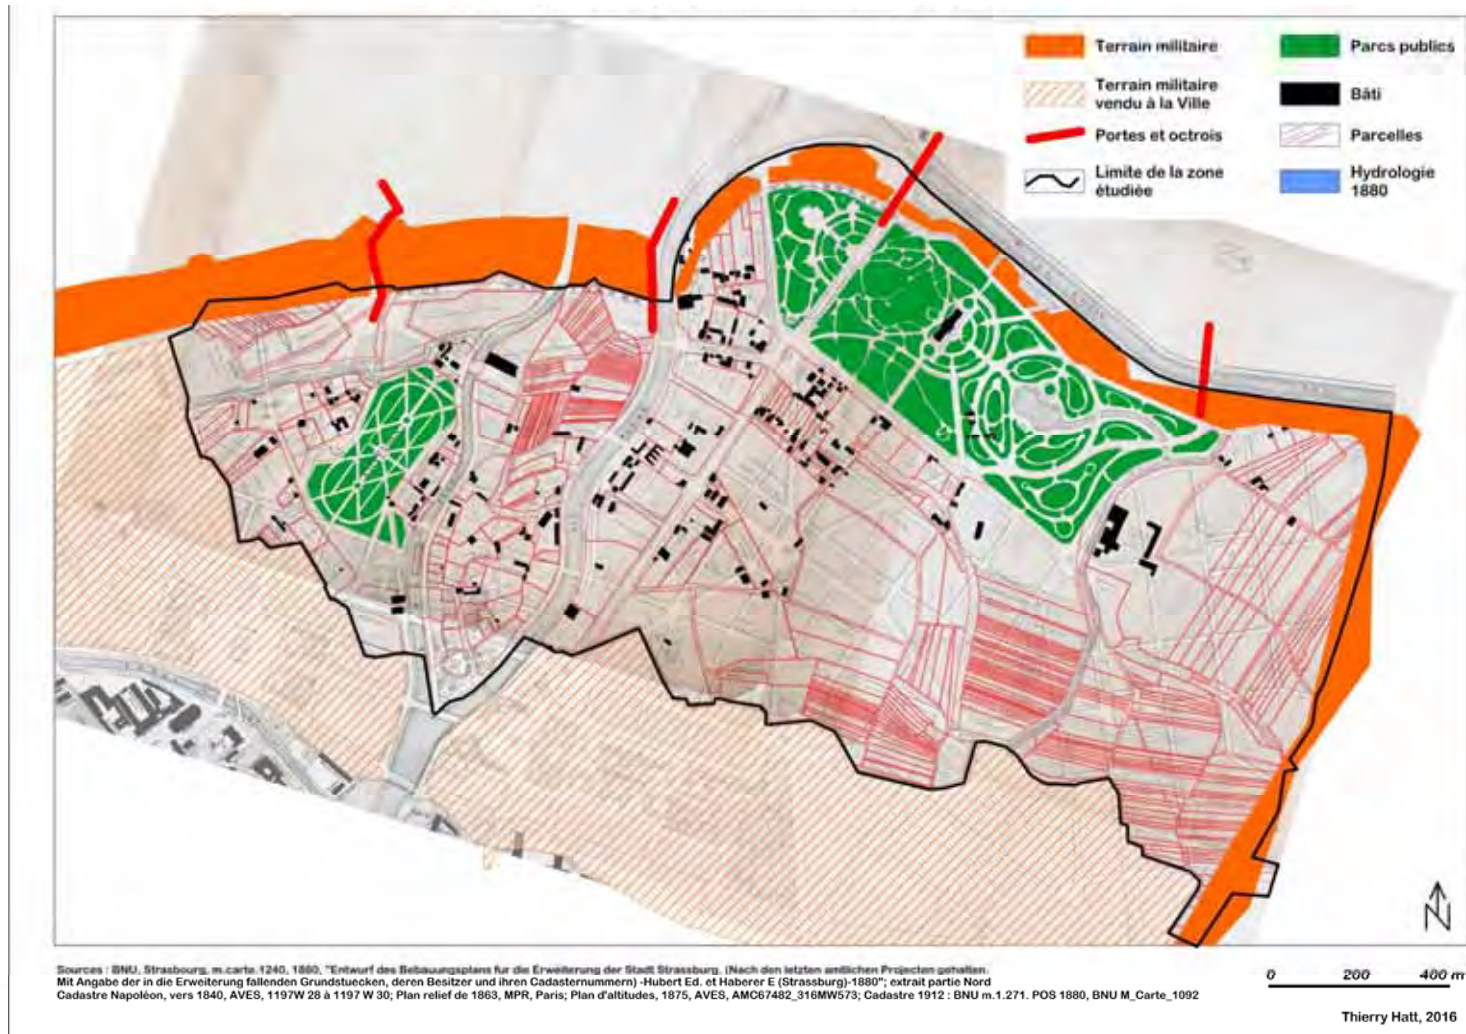 Terrain militaire
Parcs publics
Terrain militaire
vendu à la Ville
Bâti
Portes et octrois
Parcelles
Limite de la zone
étudiée
Hydrologie
1880
N
Sources : BNU, Strasbourg, m.carte.1240, 1880, "Entwurf des Bebauungsplans fur die Erweiterung der Stadt Strassburg, (Nach den letzten amtlichen Projecten gehalten.
Mit Angabe der in die Erweiterung fallenden Grundstuecken, deren Besitzer und ihren Cadasternummern) -Hubert Ed. et Haberer E (Strassburg)-1880"; extrait partie Nord
Cadastre Napoléon, vers 1840, AVES, 1197W 28 à 1197 W 30; Plan relief de 1863, MPR, Paris; Plan d'altitudes, 1875, AVES, AMC67482_316MW573; Cadastre 1912 : BNU m.1.271. POS 1880, BNU M_Carte_1092
0 200 400 m
Thierry Hatt, 2016